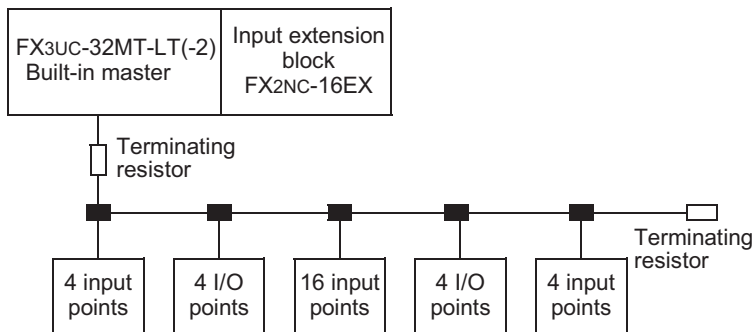 FX3UC-32MT-LT(-2)
Built-in master
Input extension
block
FX2NC-16EX
Terminating
resistor
Terminating
resistor
4 input
points
4 I/O
points
16 input
points
4 I/O
points
4 input
points